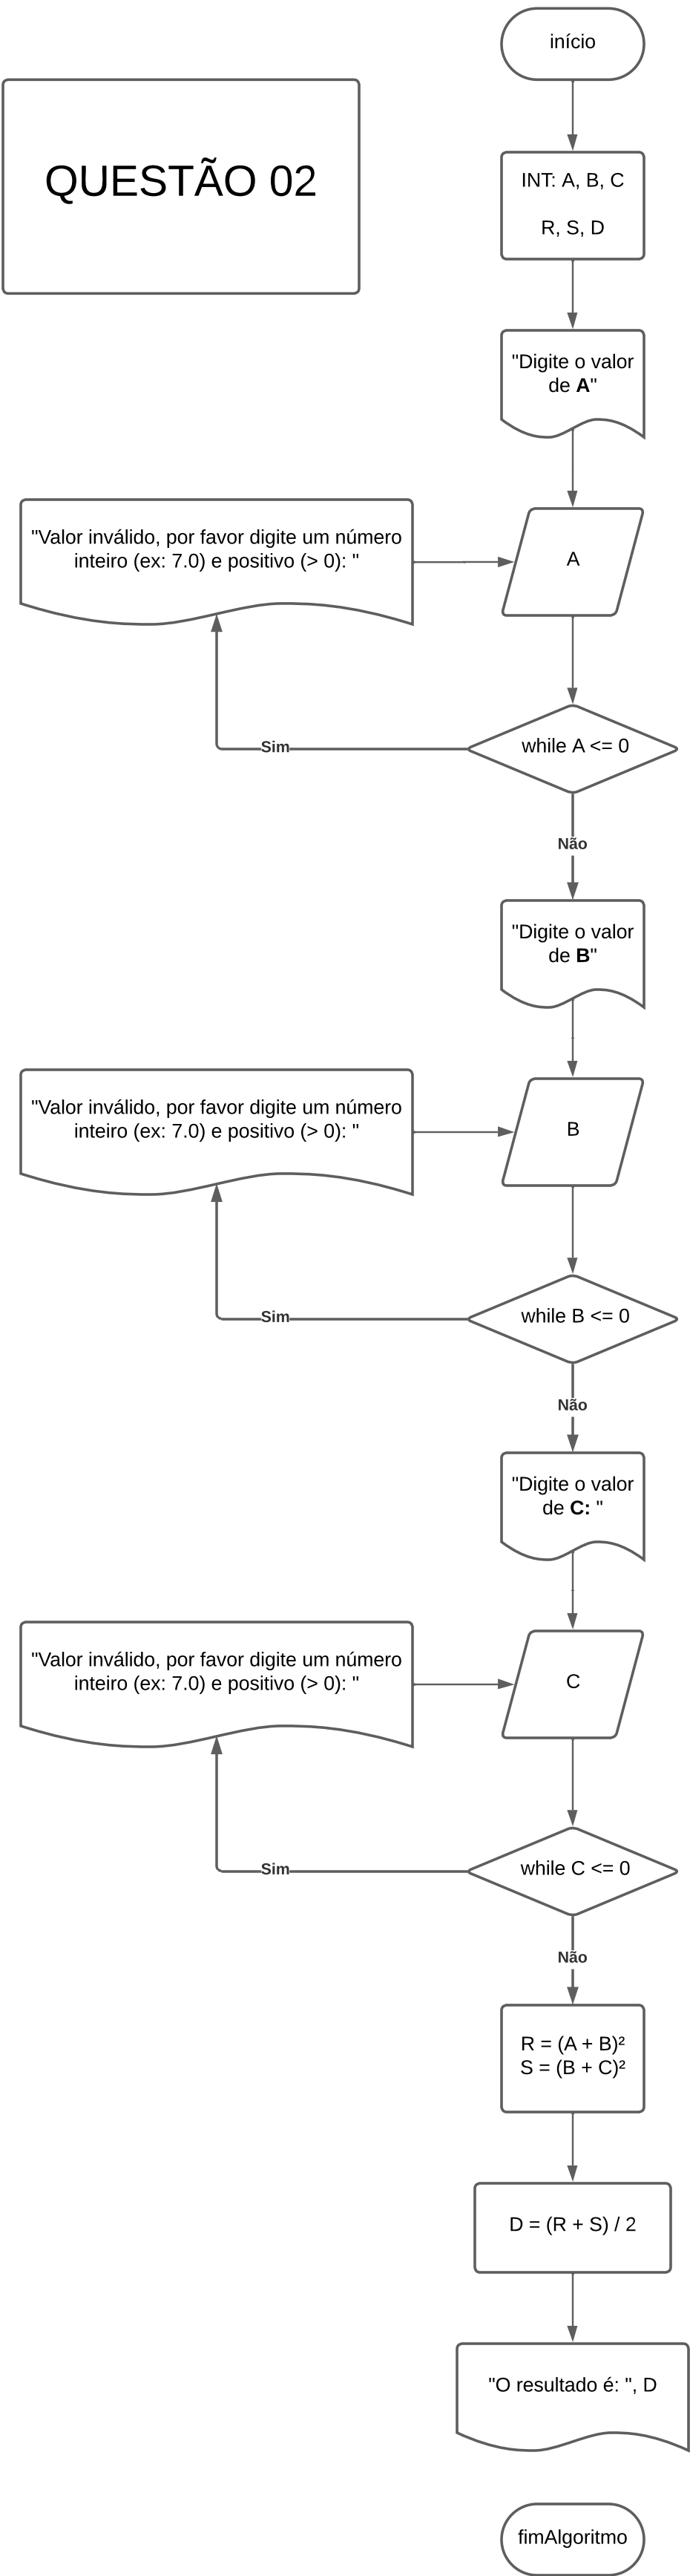 início
QUESTÃO 02
INT: A, B, C
R, S, D
"Digite o valor
de A"
"Valor inválido, por favor digite um número
inteiro (ex: 7.0) e positivo (> 0): "
A
while A <= 0
Sim
Não
"Digite o valor
de B"
"Valor inválido, por favor digite um número
inteiro (ex: 7.0) e positivo (> 0): "
B
while B <= 0
Sim
Não
"Digite o valor
de C: "
"Valor inválido, por favor digite um número
inteiro (ex: 7.0) e positivo (> 0): "
C
while C <= 0
Sim
Não
R = (A + B)²
S = (B + C)²
D = (R + S) / 2
"O resultado é: ", D
fimAlgoritmo